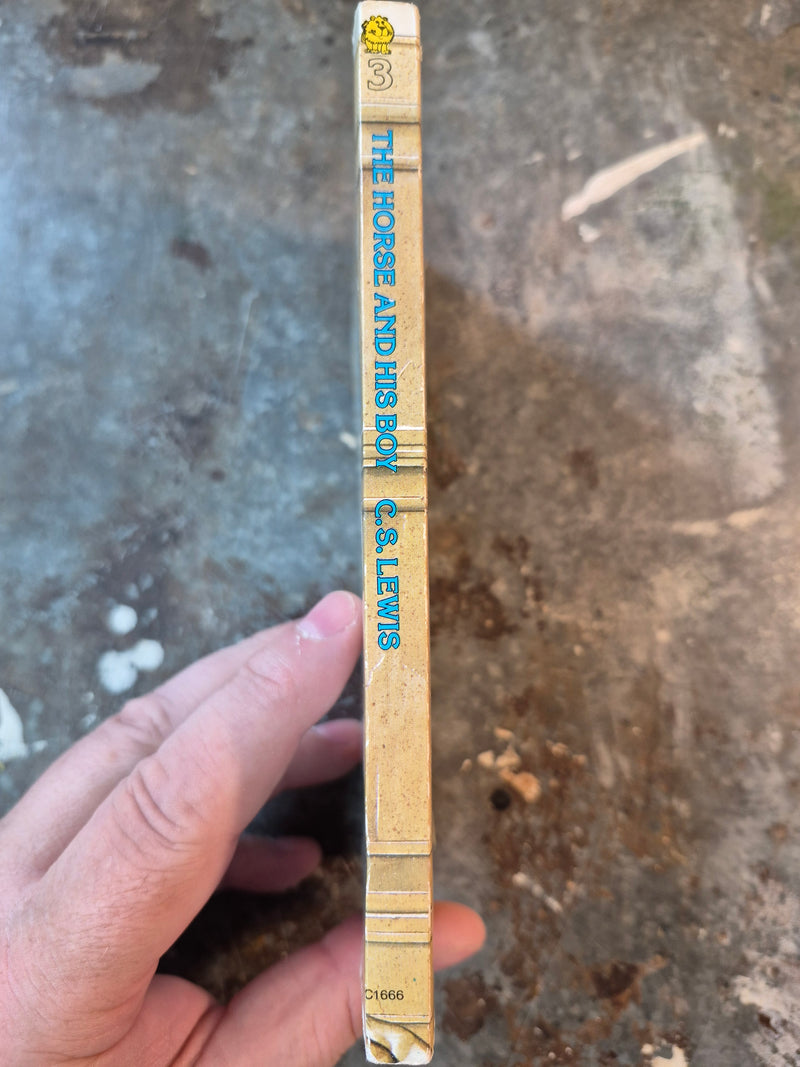 3
THE HORSE AND HIS BOY C.S. LEWIS
C1666